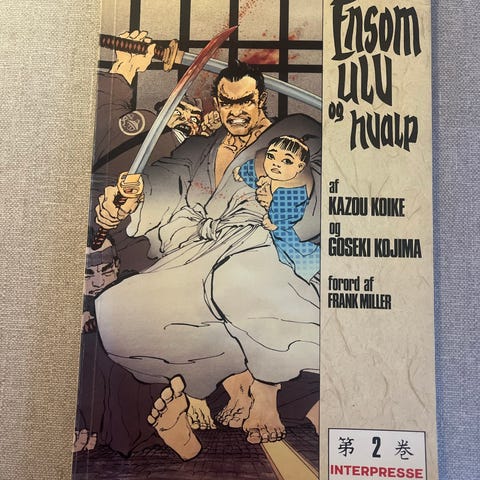 Ensom
ulv
og
hvalp
af
KAZOU KOIKE
og
GOSEKI KOJIMA
forord af
FRANK MILLER
第 2 巻
INTERPRESSE